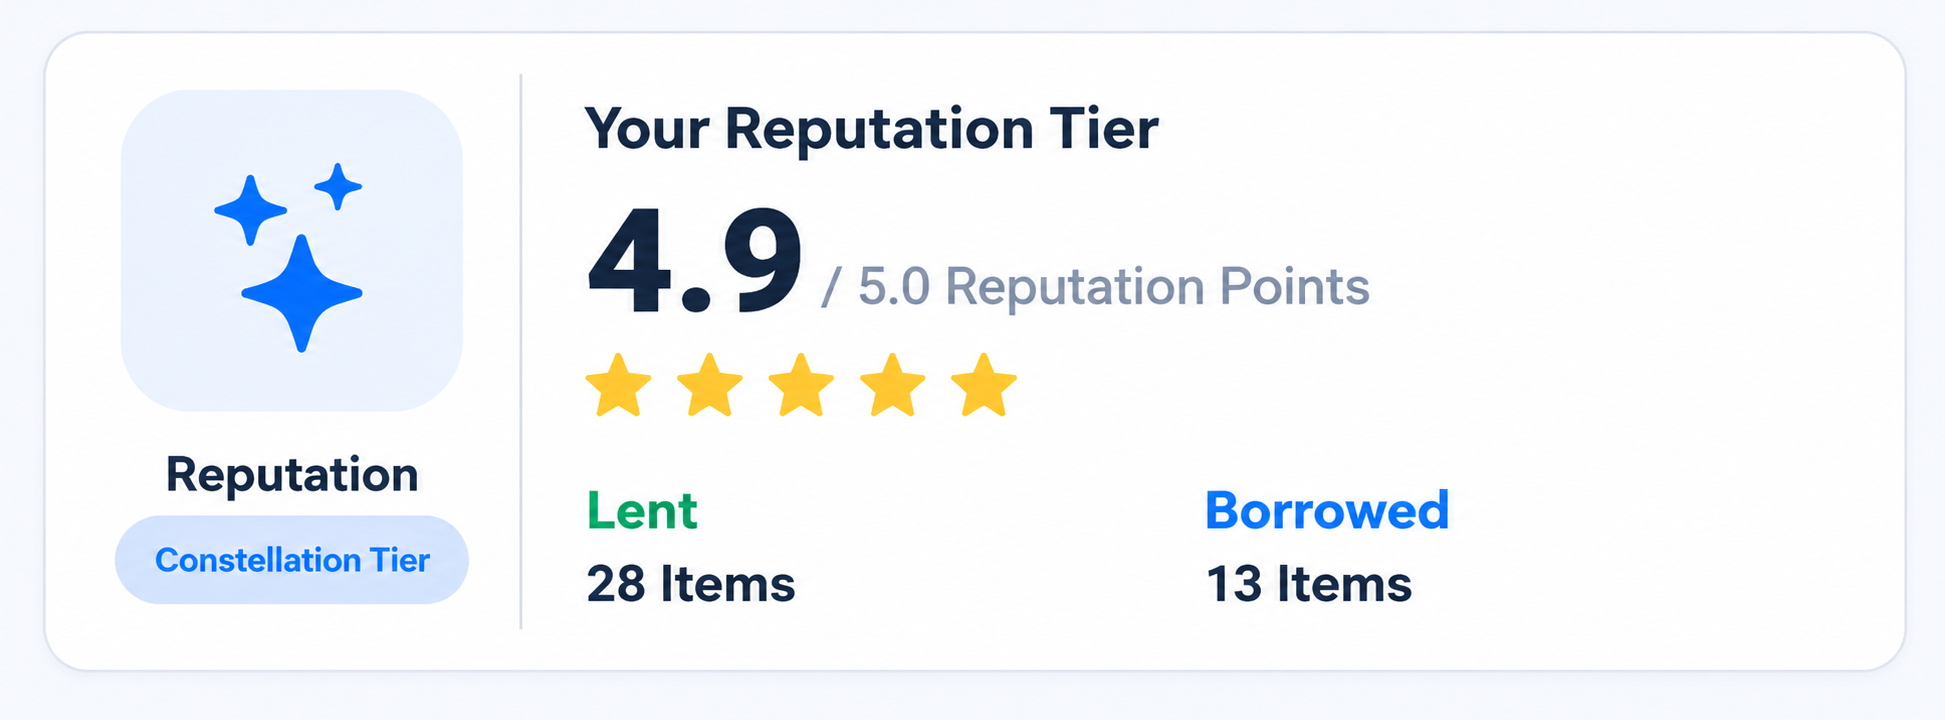 Reputation
Constellation Tier
Your Reputation Tier
4.9 / 5.0 Reputation Points
Lent
28 Items
Borrowed
13 Items